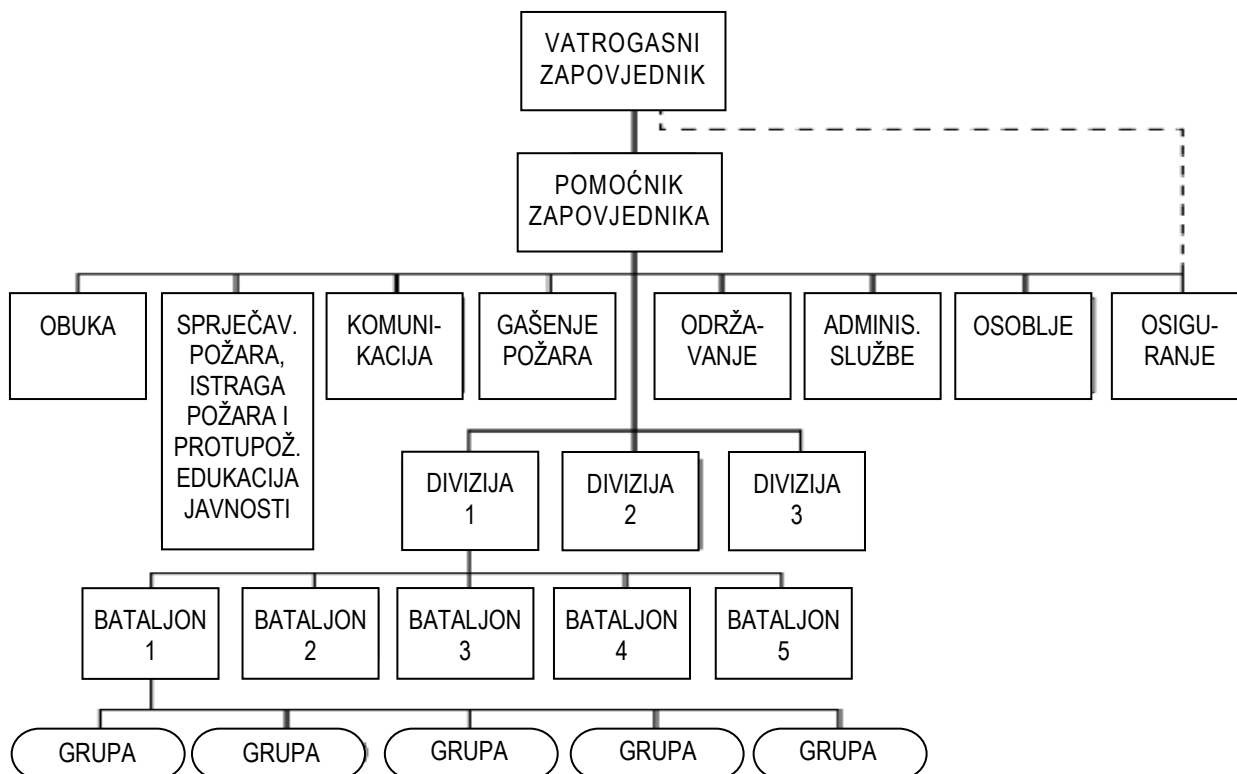 VATROGASNI
ZAPOVJEDNIK
POMOĆNIK
ZAPOVJEDNIKA
OBUKA
SPRJEČAV.
POŽARA,
ISTRAGA
POŽARA I
PROTUPOŽ.
EDUKACIJA
JAVNOSTI
KOMUNI-
KACIJA
GAŠENJE
POŽARA
ODRŽA-
VANJE
ADMINIS.
SLUŽBE
OSOBLJE
OSIGU-
RANJE
DIVIZIJA
1
DIVIZIJA
2
DIVIZIJA
3
BATALJON
1
BATALJON
2
BATALJON
3
BATALJON
4
BATALJON
5
GRUPA
GRUPA
GRUPA
GRUPA
GRUPA